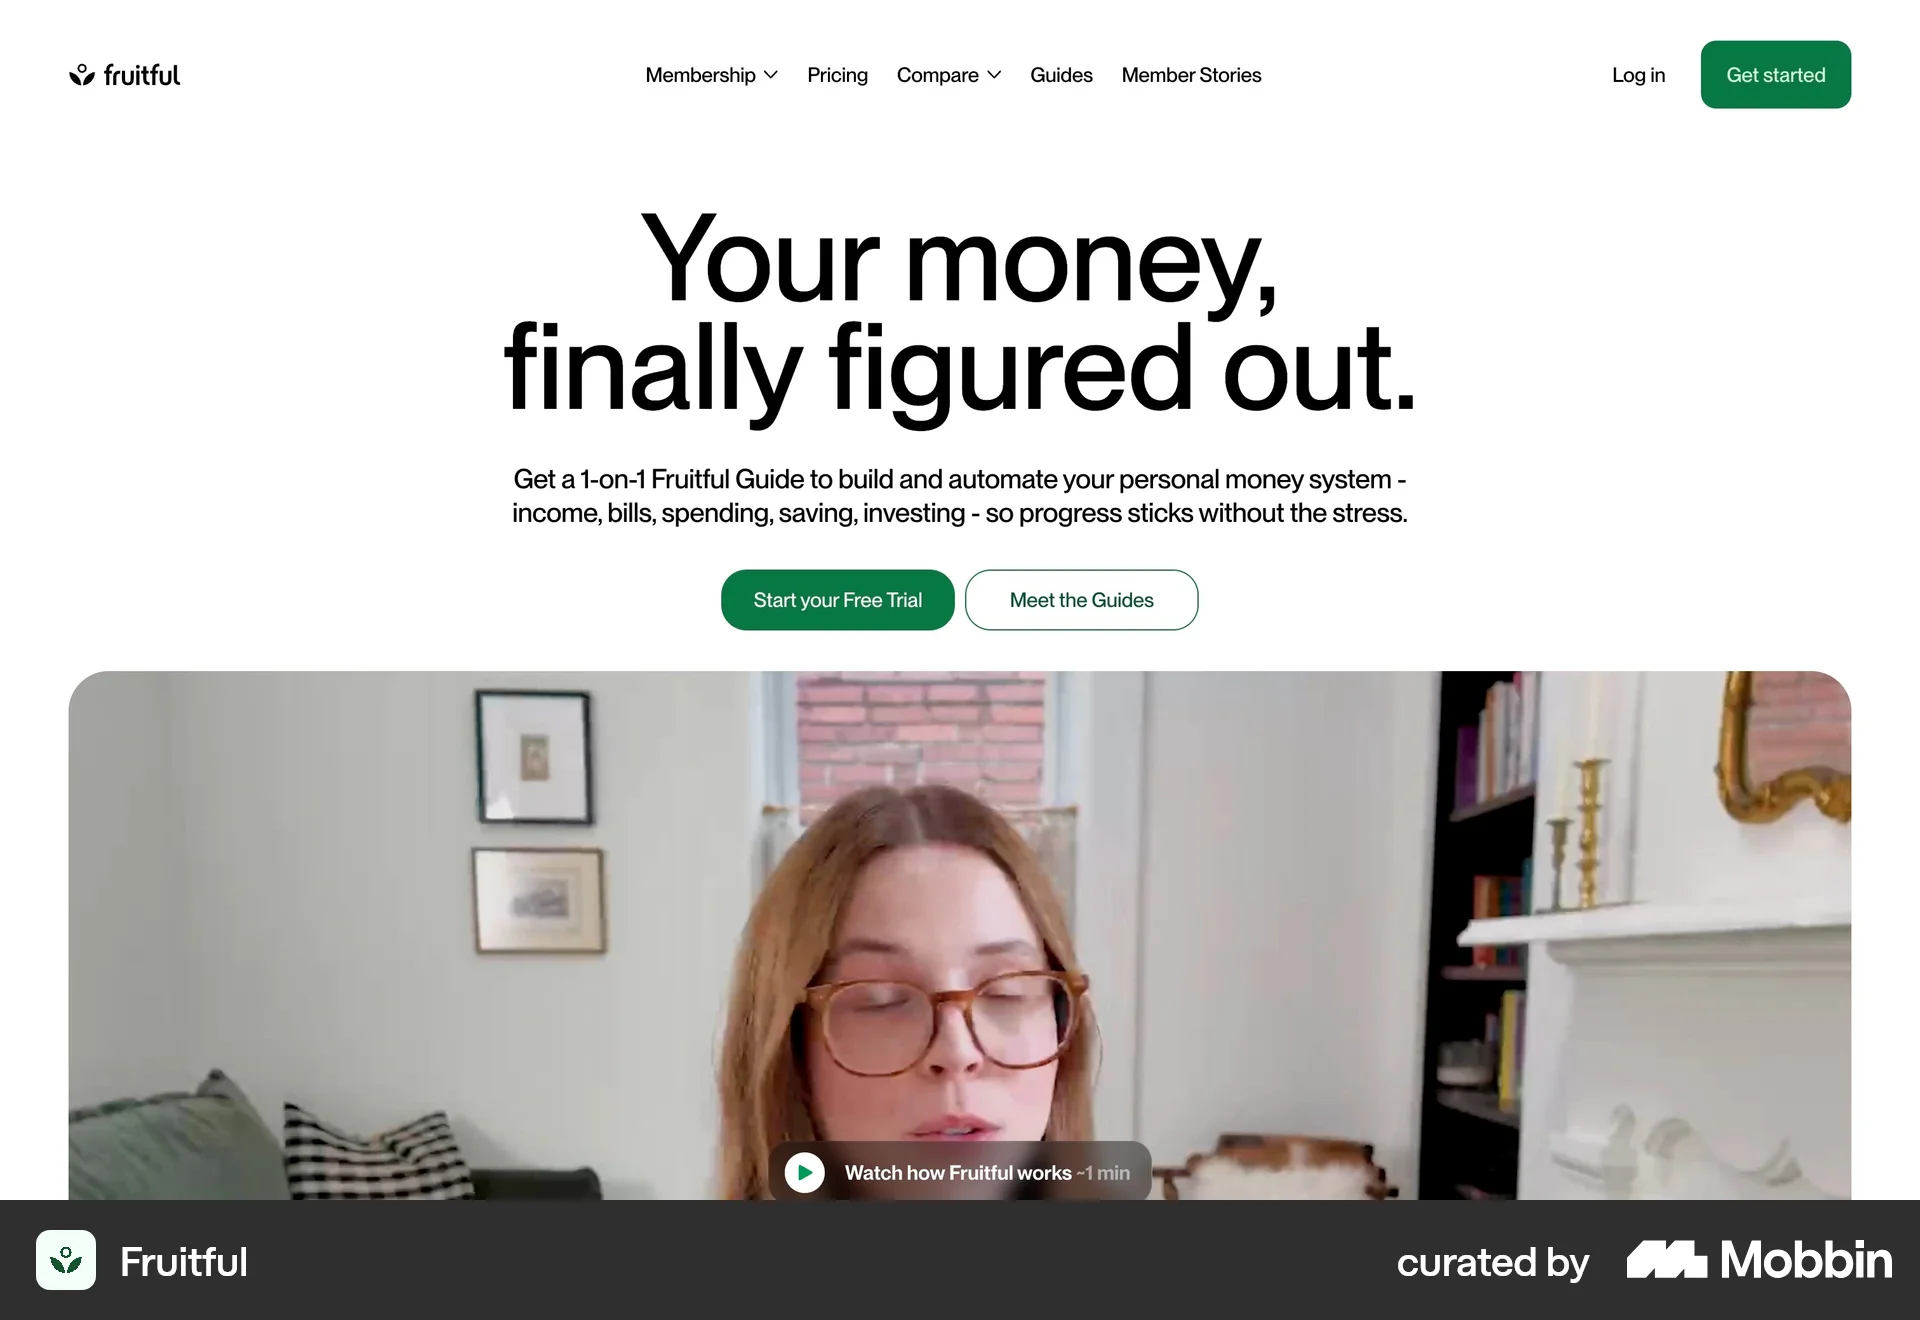 fruitful
Membership
Pricing
Compare
Guides
Member Stories
Log in
Get started
Your money,
finally figured out.
Get a 1-on-1 Fruitful Guide to build and automate your personal money system -
income, bills, spending, saving, investing - so progress sticks without the stress.
Start your Free Trial
Meet the Guides
Watch how Fruitful works ~1 min
Fruitful
curated by
Mobbin